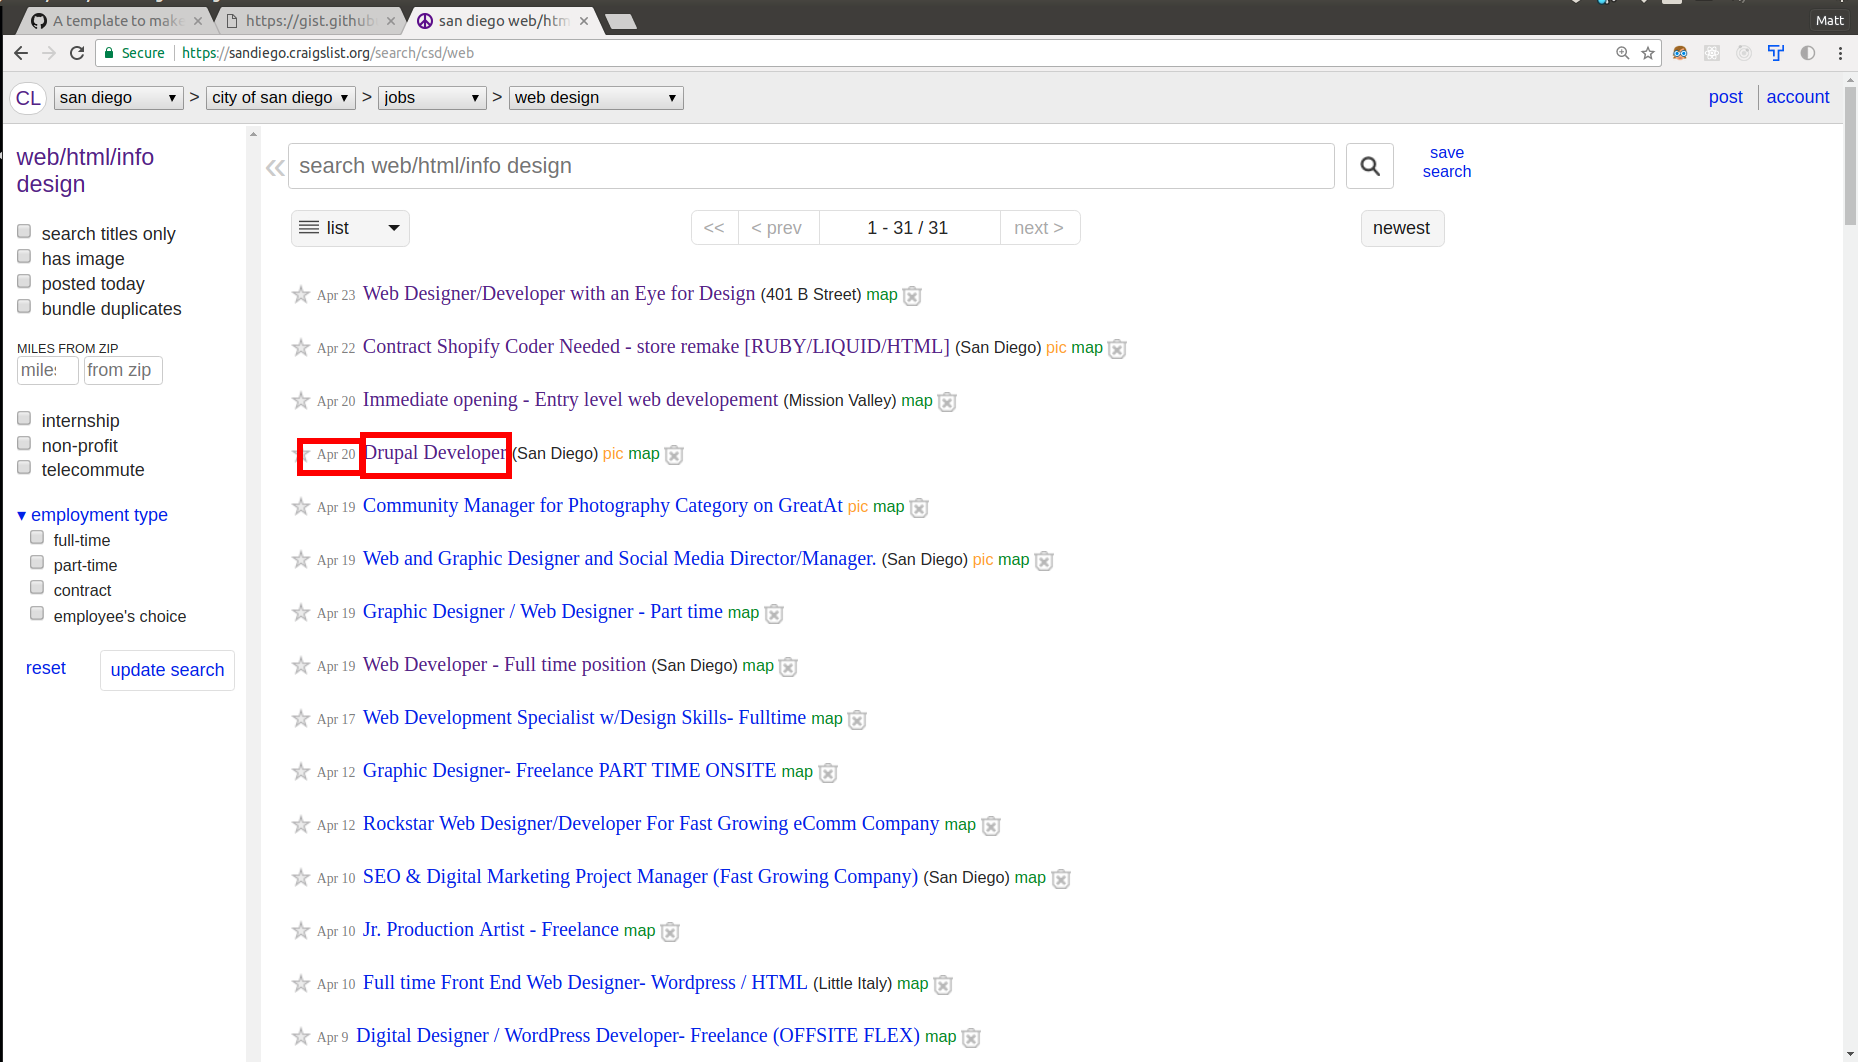 A template to make
https://gist.github
san diego web/htm
Matt
Secure https://sandiego.craigslist.org/search/csd/web
CL san diego > city of san diego > jobs > web design post account
web/html/info
design
search web/html/info design
save
search
list << < prev 1 - 31 / 31 next > newest
search titles only
has image
posted today
bundle duplicates
MILES FROM ZIP
miles from zip
internship
non-profit
telecommute
employment type
full-time
part-time
contract
employee's choice
reset update search
Apr 23 Web Designer/Developer with an Eye for Design (401 B Street) map
Apr 22 Contract Shopify Coder Needed - store remake [RUBY/LIQUID/HTML] (San Diego) pic map
Apr 20 Immediate opening - Entry level web developement (Mission Valley) map
Apr 20 Drupal Developer (San Diego) pic map
Apr 19 Community Manager for Photography Category on GreatAt pic map
Apr 19 Web and Graphic Designer and Social Media Director/Manager. (San Diego) pic map
Apr 19 Graphic Designer / Web Designer - Part time map
Apr 19 Web Developer - Full time position (San Diego) map
Apr 17 Web Development Specialist w/Design Skills- Fulltime map
Apr 12 Graphic Designer- Freelance PART TIME ONSITE map
Apr 12 Rockstar Web Designer/Developer For Fast Growing eComm Company map
Apr 10 SEO & Digital Marketing Project Manager (Fast Growing Company) (San Diego) map
Apr 10 Jr. Production Artist - Freelance map
Apr 10 Full time Front End Web Designer- Wordpress / HTML (Little Italy) map
Apr 9 Digital Designer / WordPress Developer- Freelance (OFFSITE FLEX) map